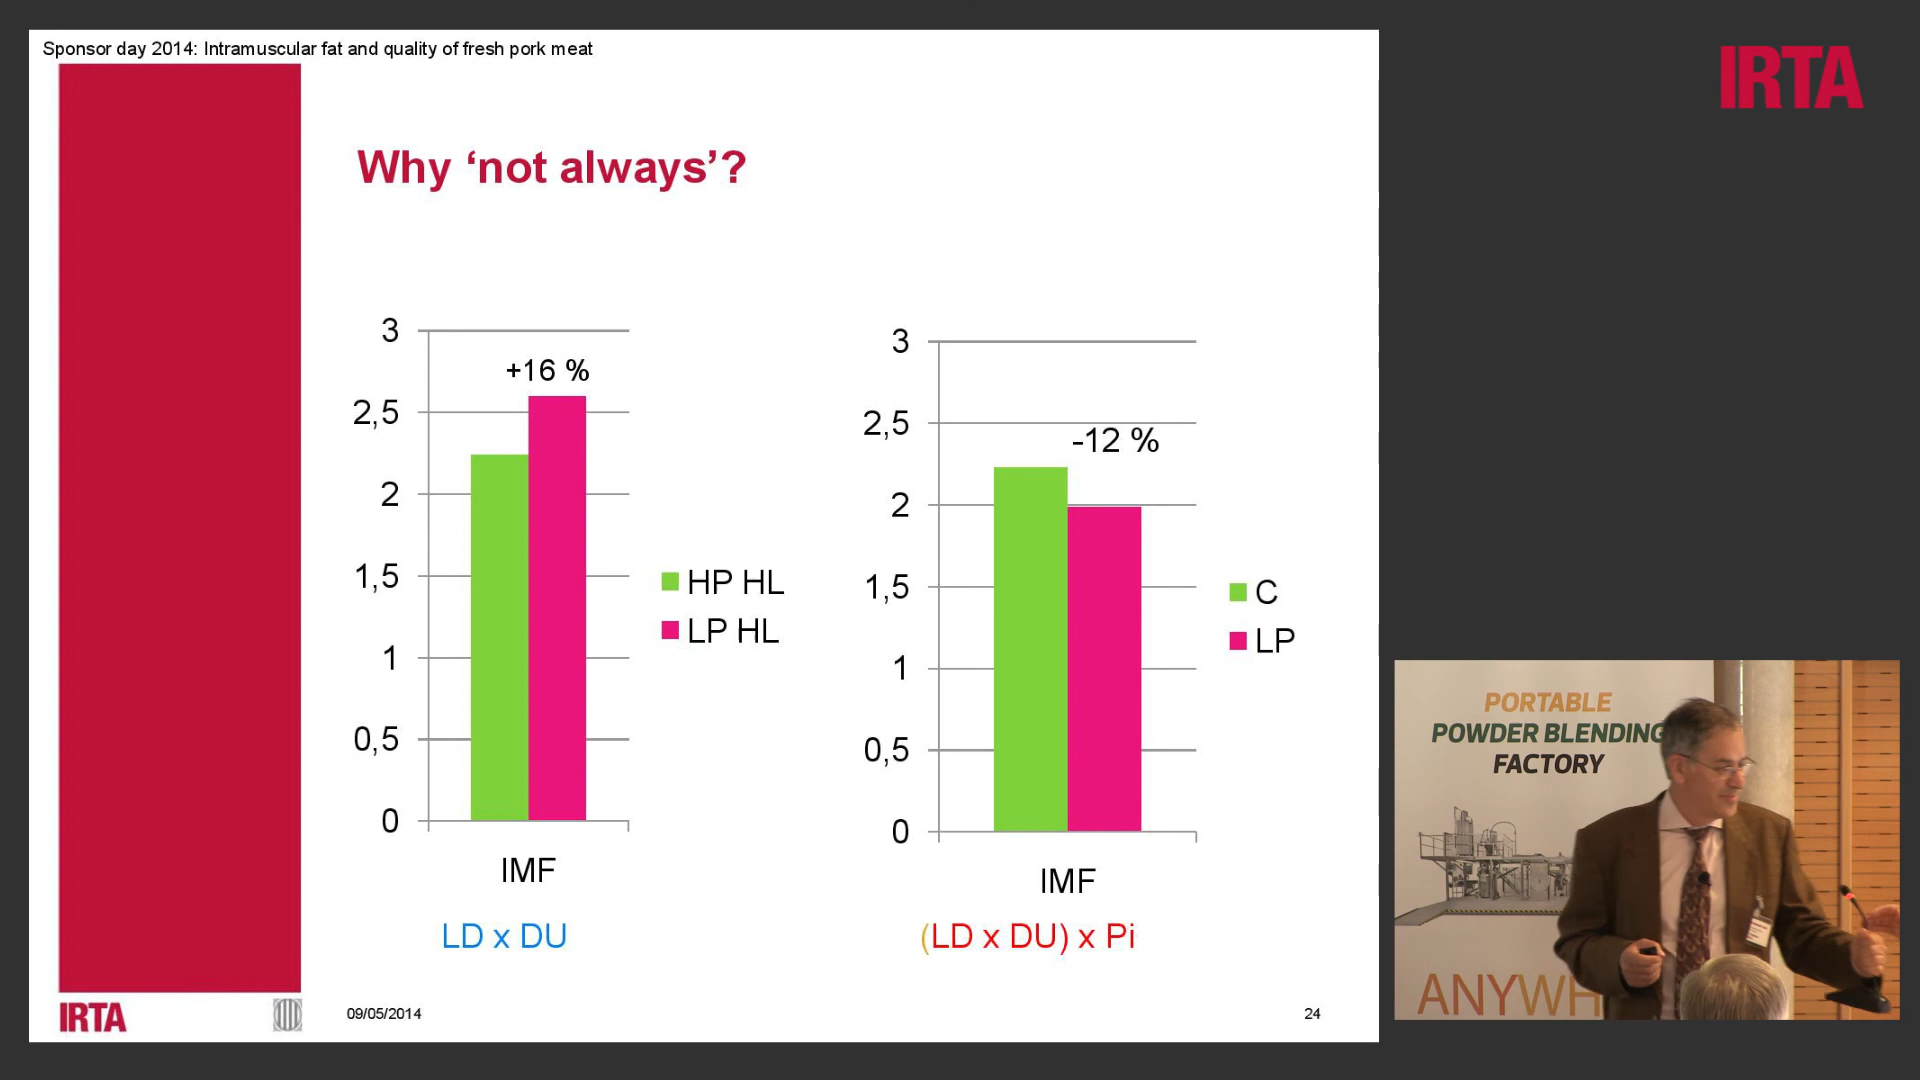 Sponsor day 2014: Intramuscular fat and quality of fresh pork meat
IRTA
Why ‘not always’?
3
+16 %
2,5
2
1,5
1
0,5
0
IMF
HP HL
LP HL
LD x DU
3
2,5
-12 %
2
1,5
1
0,5
0
IMF
C
LP
(LD x DU) x Pi
IRTA
09/05/2014
24
PORTABLE
POWDER BLENDING
FACTORY
ANYWH